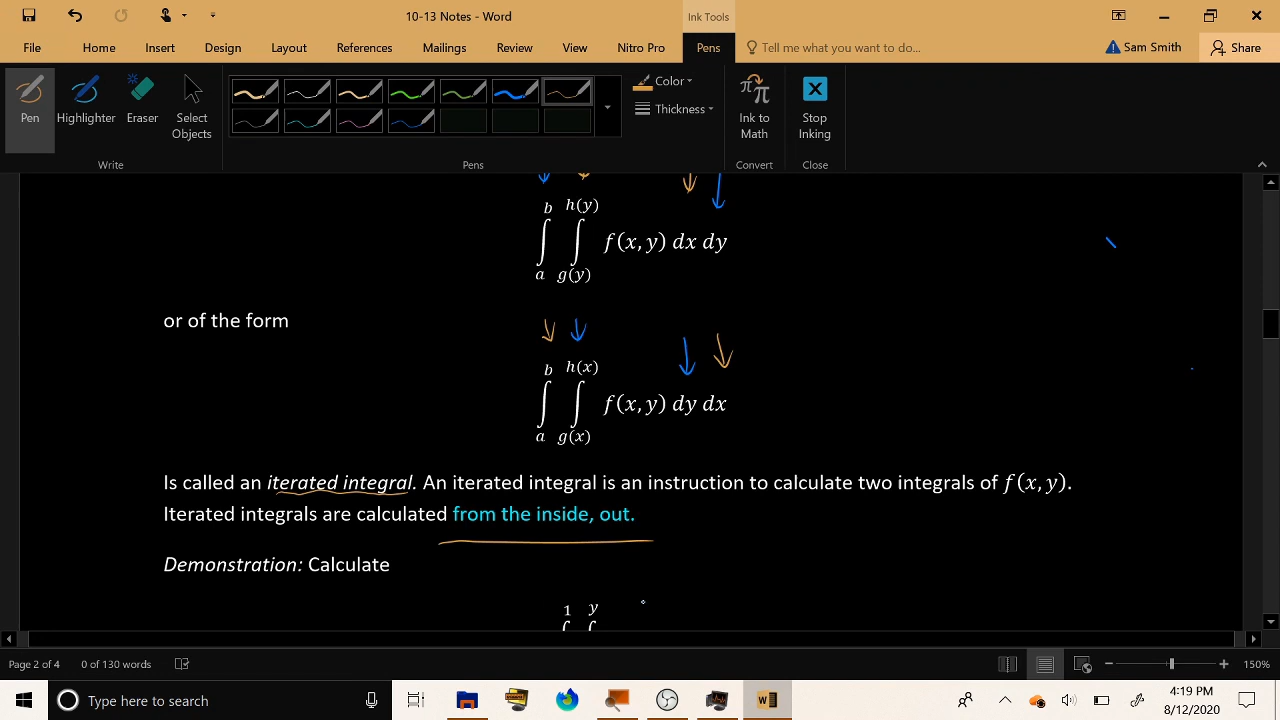 10-13 Notes - Word
Ink Tools
File Home Insert Design Layout References Mailings Review View Nitro Pro Pens Tell me what you want to do... Sam Smith Share
Pen Highlighter Eraser Select Objects Color Thickness Ink to Math Stop Inking
Write Pens Convert Close
b h(y)
∫ ∫ f(x, y) dx dy
a g(y)
or of the form
b h(x)
∫ ∫ f(x, y) dy dx
a g(x)
Is called an iterated integral. An iterated integral is an instruction to calculate two integrals of f(x, y).
Iterated integrals are calculated from the inside, out.
Demonstration: Calculate
1 y
Page 2 of 4 0 of 130 words 150%
Type here to search 4:19 PM
8/12/2020